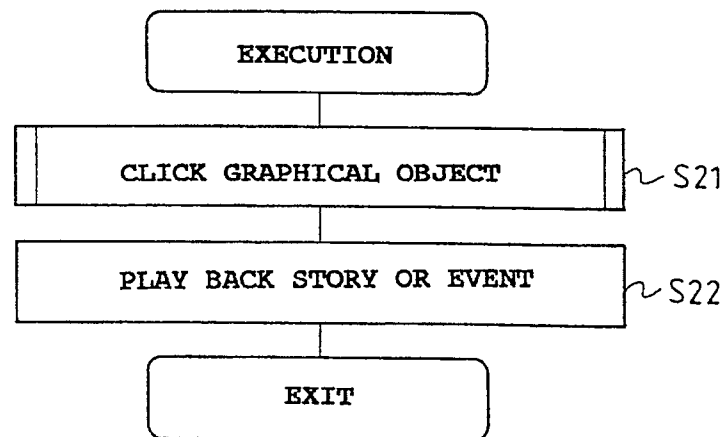 EXECUTION
CLICK GRAPHICAL OBJECT
S21
PLAY BACK STORY OR EVENT
S22
EXIT